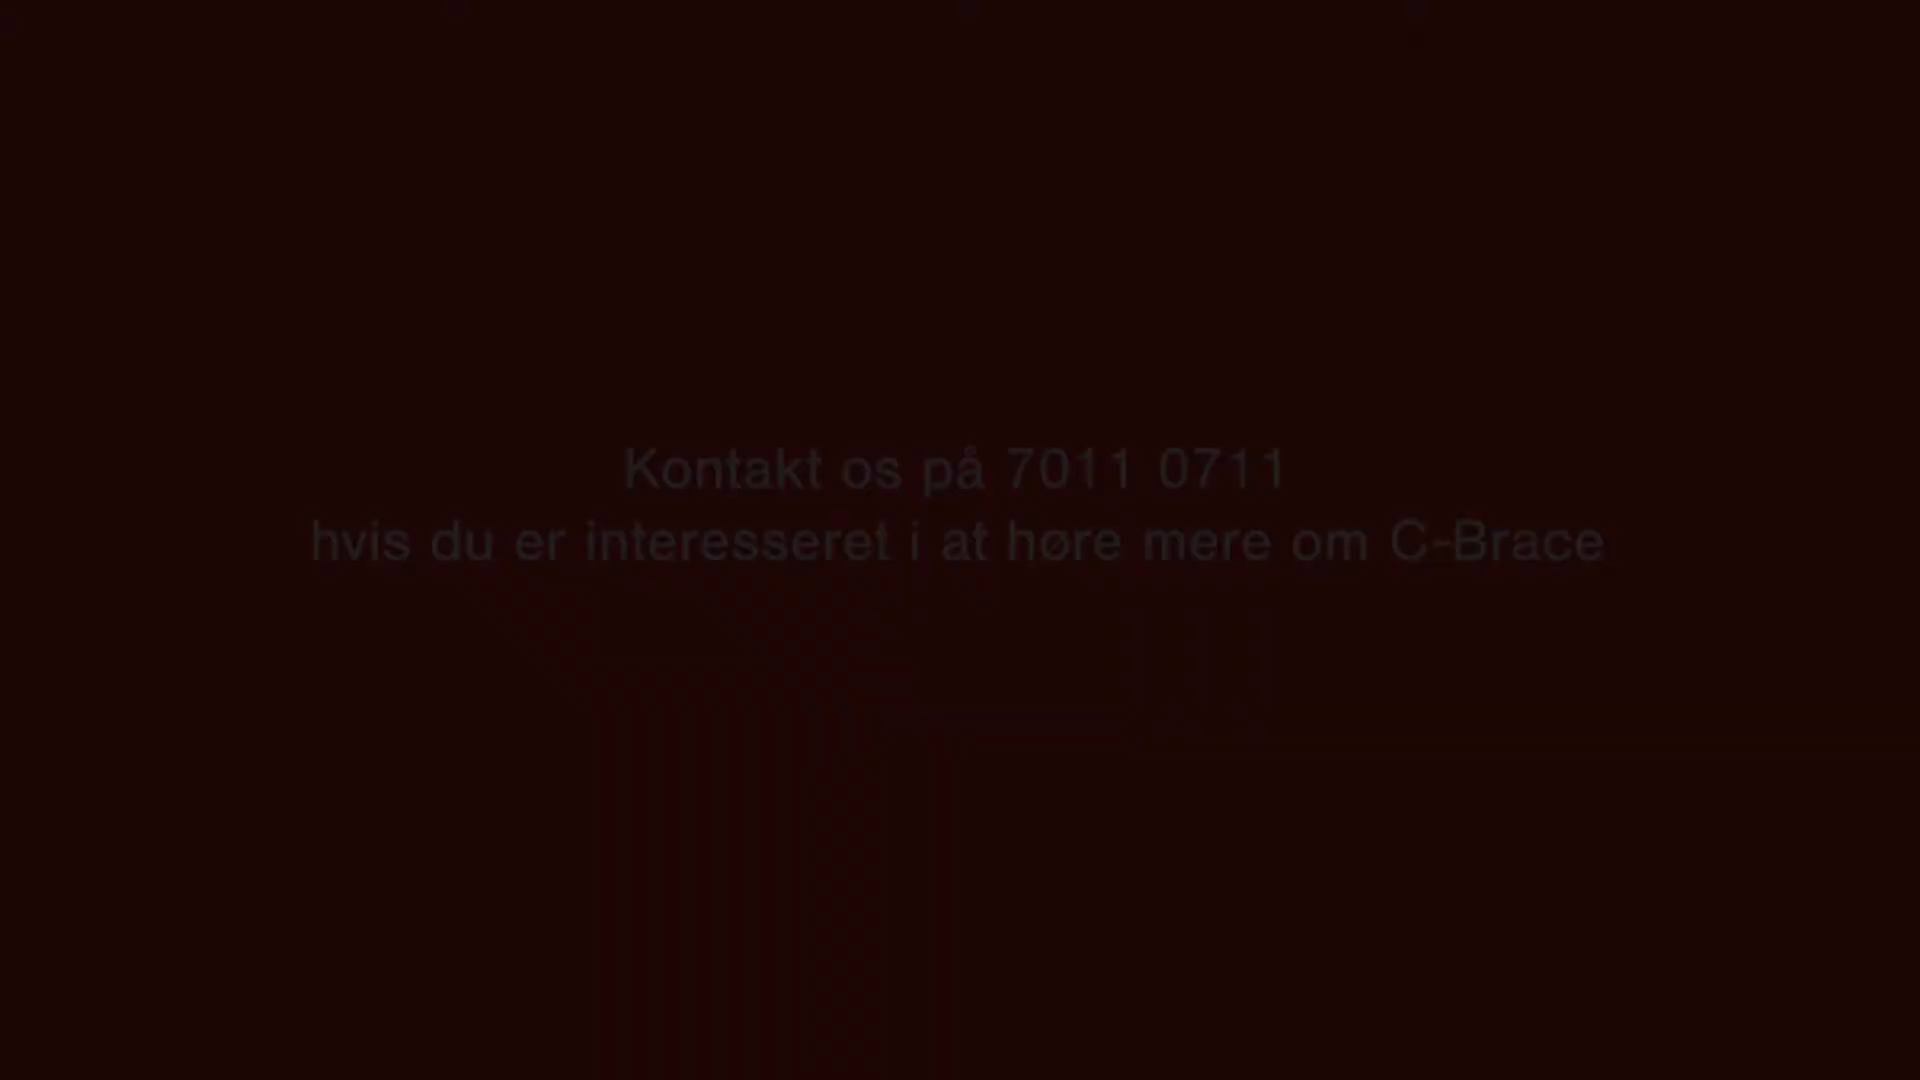 Kontakt os på 7011 0711
hvis du er interesseret i at høre mere om C-Brace